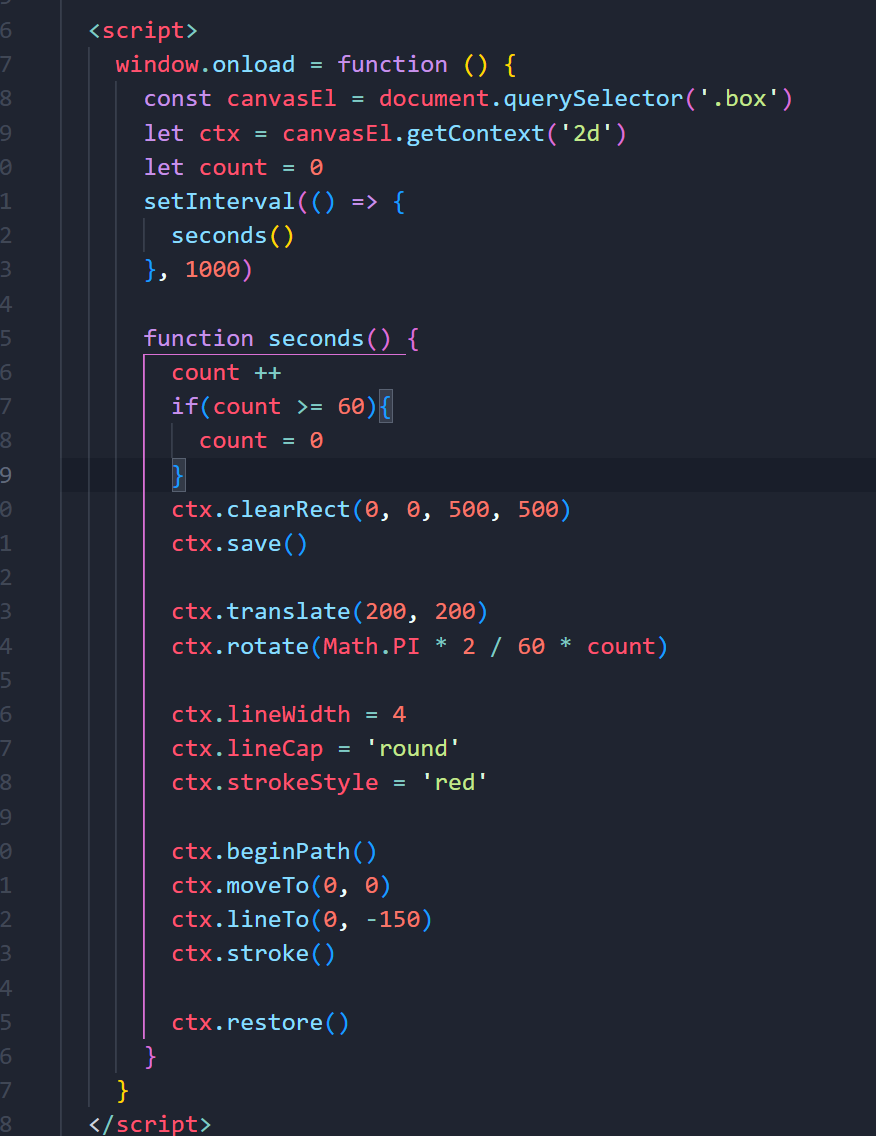 6 <script>
7 window.onload = function () {
8 const canvasEl = document.querySelector('.box')
9 let ctx = canvasEl.getContext('2d')
0 let count = 0
1 setInterval(() => {
2 seconds()
3 }, 1000)
4
5 function seconds() {
6 count ++
7 if(count >= 60){
8 count = 0
9 }
0 ctx.clearRect(0, 0, 500, 500)
1 ctx.save()
2
3 ctx.translate(200, 200)
4 ctx.rotate(Math.PI * 2 / 60 * count)
5
6 ctx.lineWidth = 4
7 ctx.lineCap = 'round'
8 ctx.strokeStyle = 'red'
9
0 ctx.beginPath()
1 ctx.moveTo(0, 0)
2 ctx.lineTo(0, -150)
3 ctx.stroke()
4
5 ctx.restore()
6 }
7 }
8 </script>